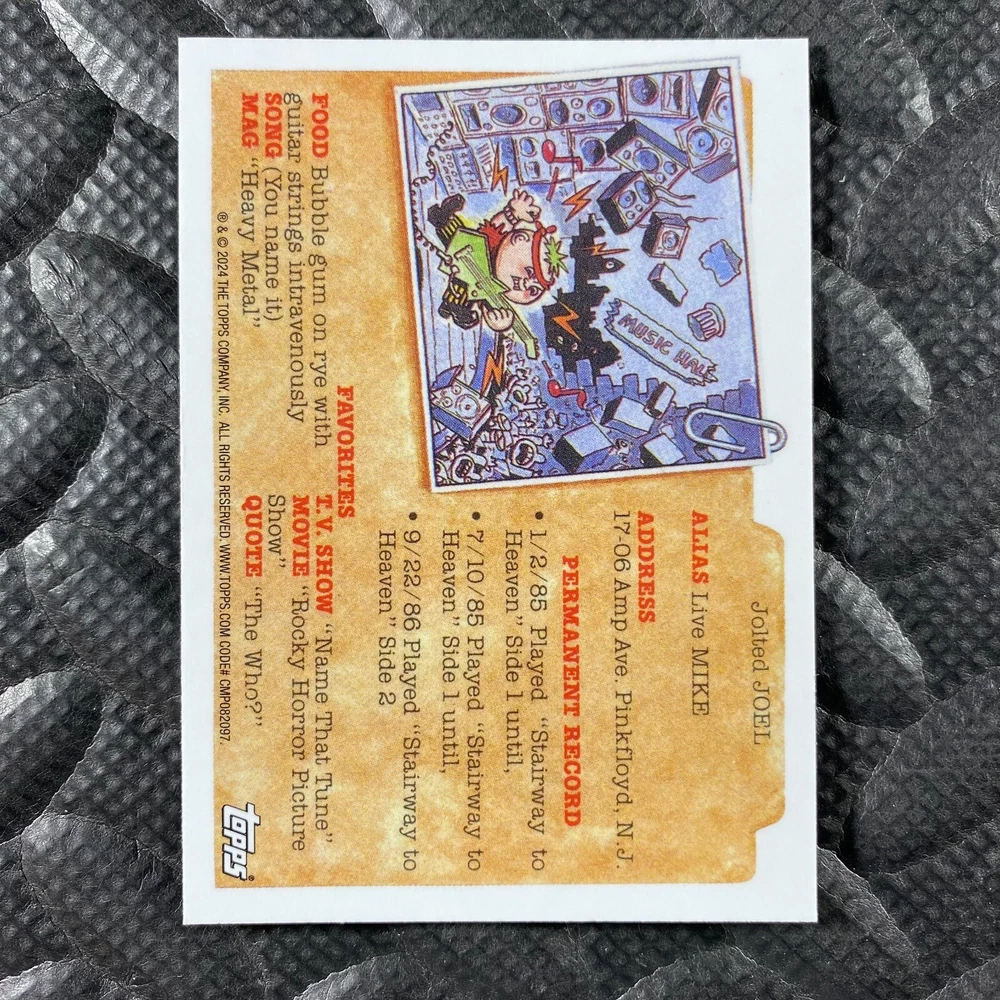 Jolted JOEL
ALIAS Live MIKE
ADDRESS
17-06 Amp Ave. Pinkfloyd, N.J.
PERMANENT RECORD
• 1/2/85 Played "Stairway to
Heaven" Side 1 until,
• 7/10/85 Played "Stairway to
Heaven" Side 1 until,
• 9/22/86 Played "Stairway to
Heaven" Side 2
MUSIC HALL
FAVORITES
FOOD Bubble gum on rye with
guitar strings intravenously
SONG (You name it)
MAG "Heavy Metal"
T.V. SHOW "Name That Tune"
MOVIE "Rocky Horror Picture
Show"
QUOTE "The Who?"
® & © 2024 THE TOPPS COMPANY, INC. ALL RIGHTS RESERVED. WWW.TOPPS.COM CODE# CMP082097.
topps®